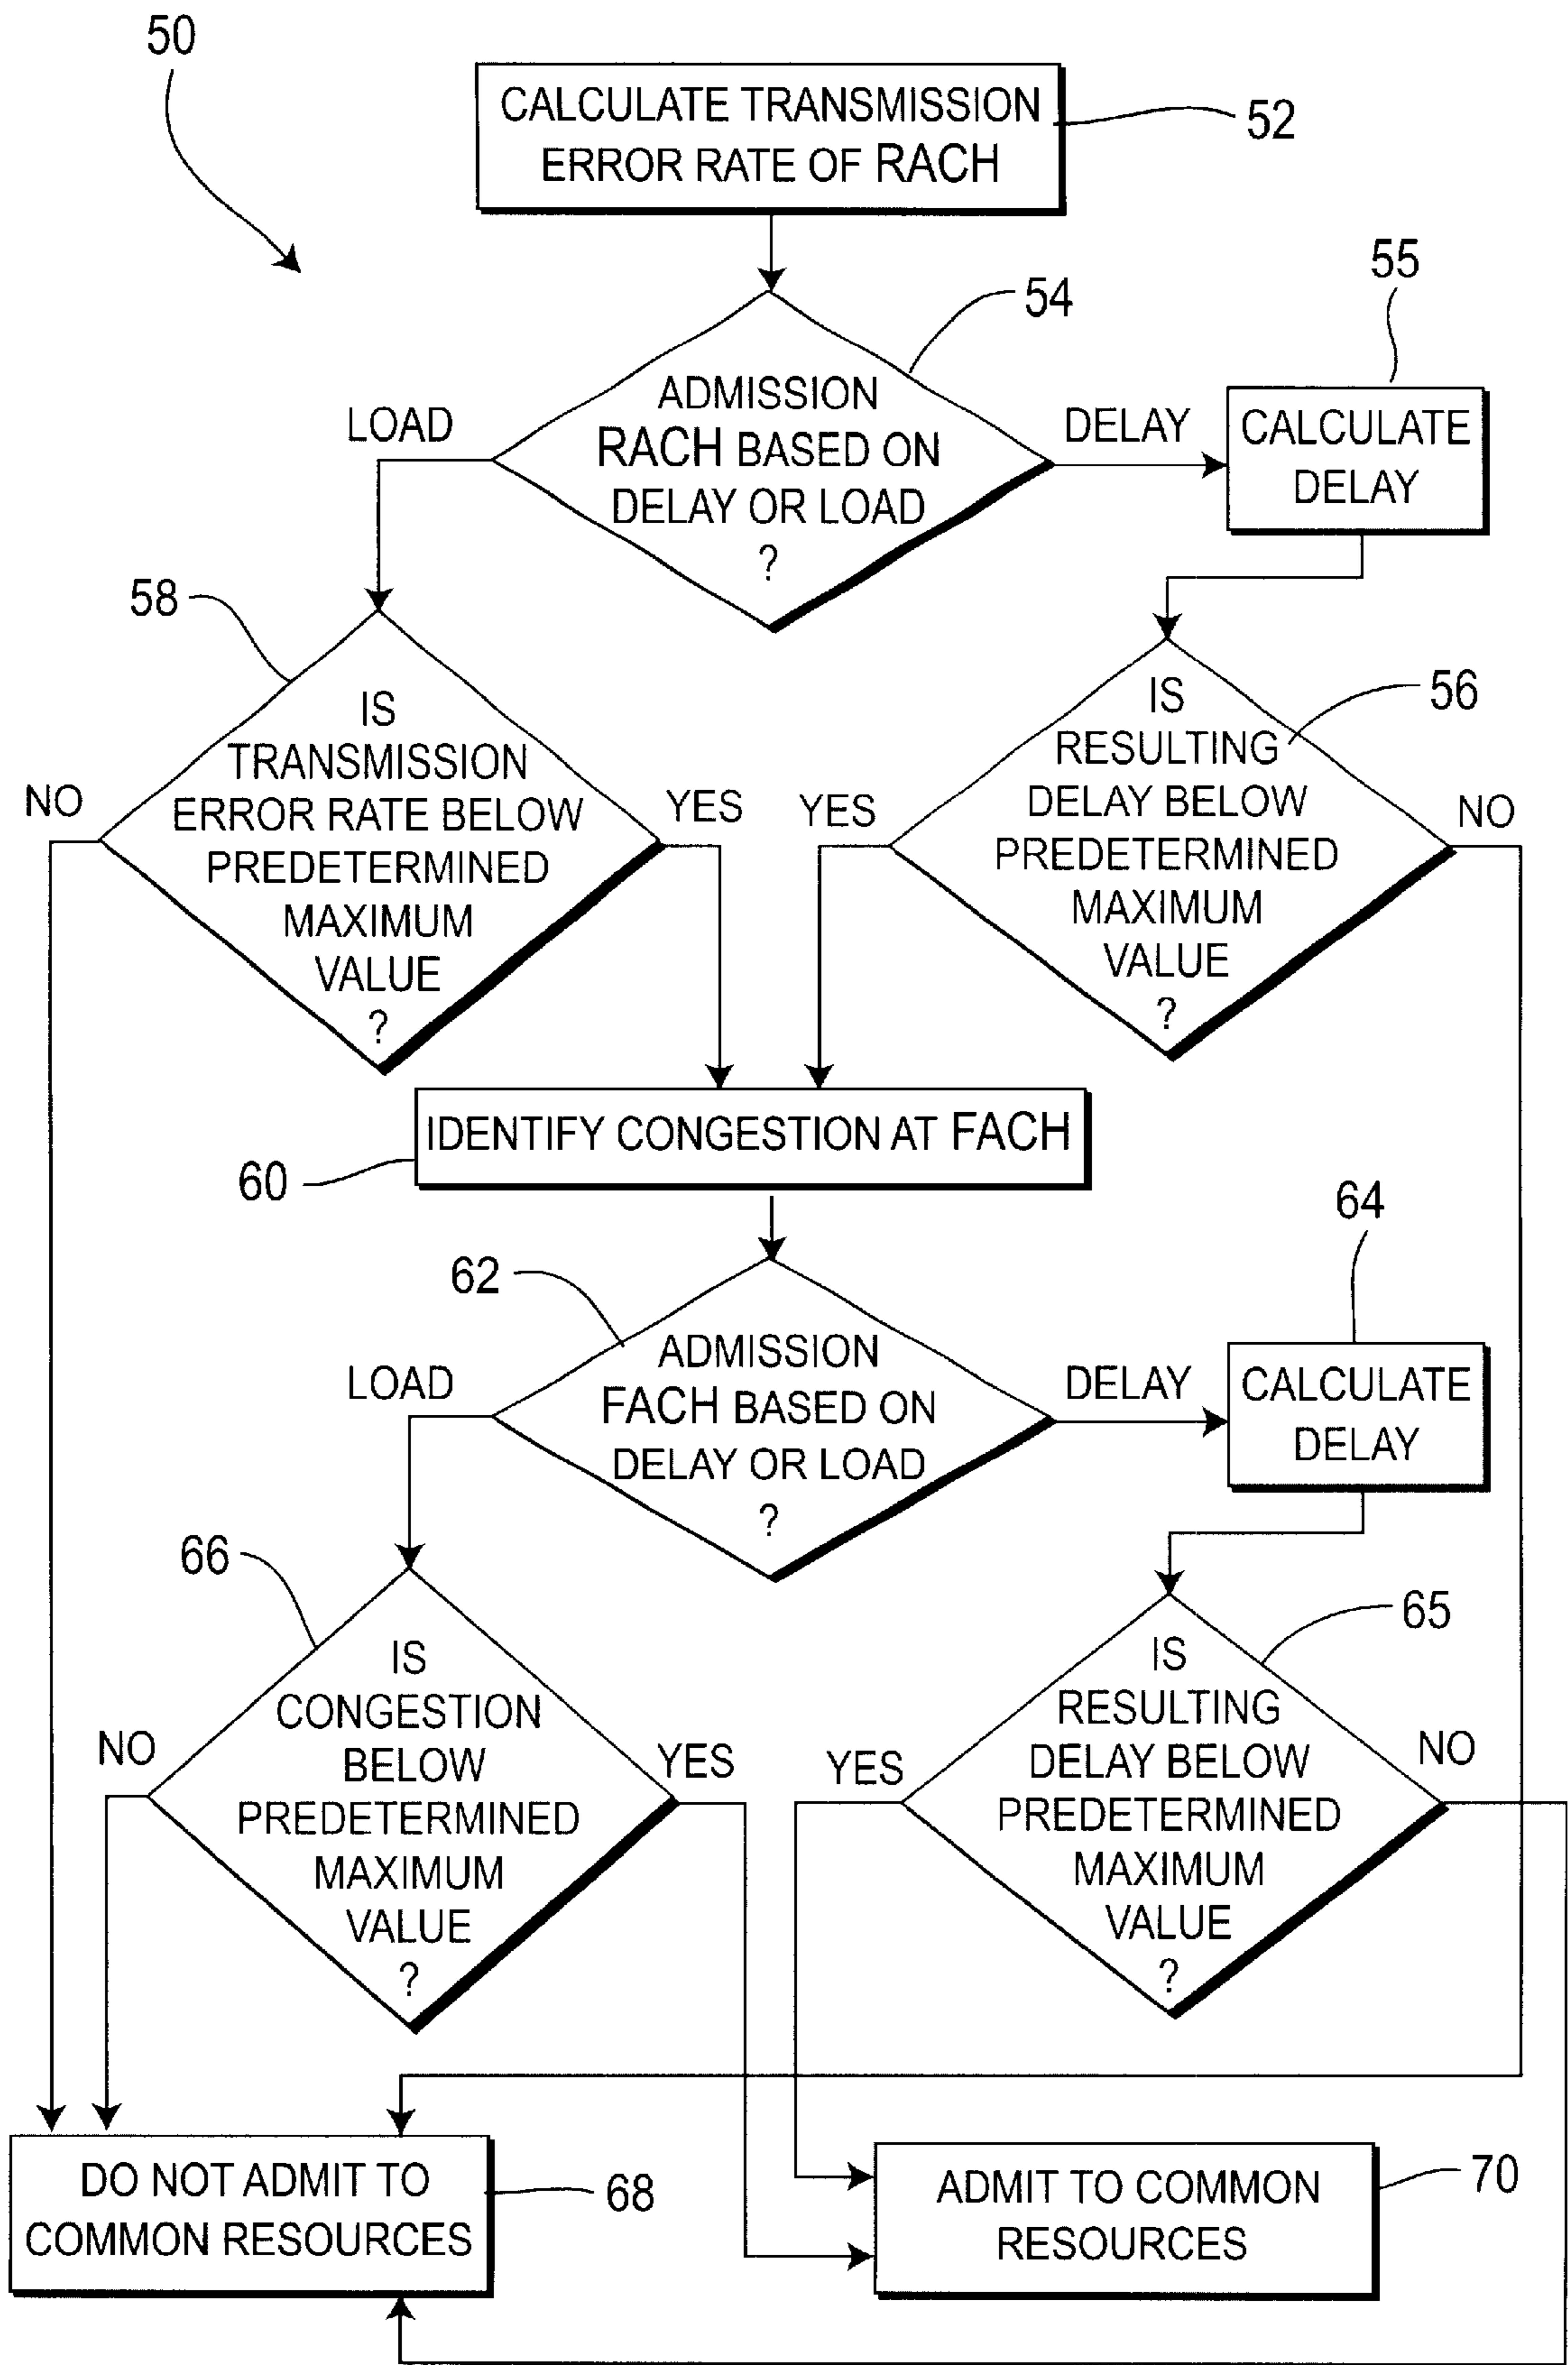 50
CALCULATE TRANSMISSION
ERROR RATE OF RACH
52
54
55
ADMISSION
RACH BASED ON
DELAY OR LOAD
?
LOAD
DELAY
CALCULATE
DELAY
58
IS
TRANSMISSION
ERROR RATE BELOW
PREDETERMINED
MAXIMUM
VALUE
?
NO
YES
56
IS
RESULTING
DELAY BELOW
PREDETERMINED
MAXIMUM
VALUE
?
YES
NO
IDENTIFY CONGESTION AT FACH
60
62
64
ADMISSION
FACH BASED ON
DELAY OR LOAD
?
LOAD
DELAY
CALCULATE
DELAY
66
IS
CONGESTION
BELOW
PREDETERMINED
MAXIMUM
VALUE
?
NO
YES
65
IS
RESULTING
DELAY BELOW
PREDETERMINED
MAXIMUM
VALUE
?
YES
NO
DO NOT ADMIT TO
COMMON RESOURCES
68
ADMIT TO COMMON
RESOURCES
70